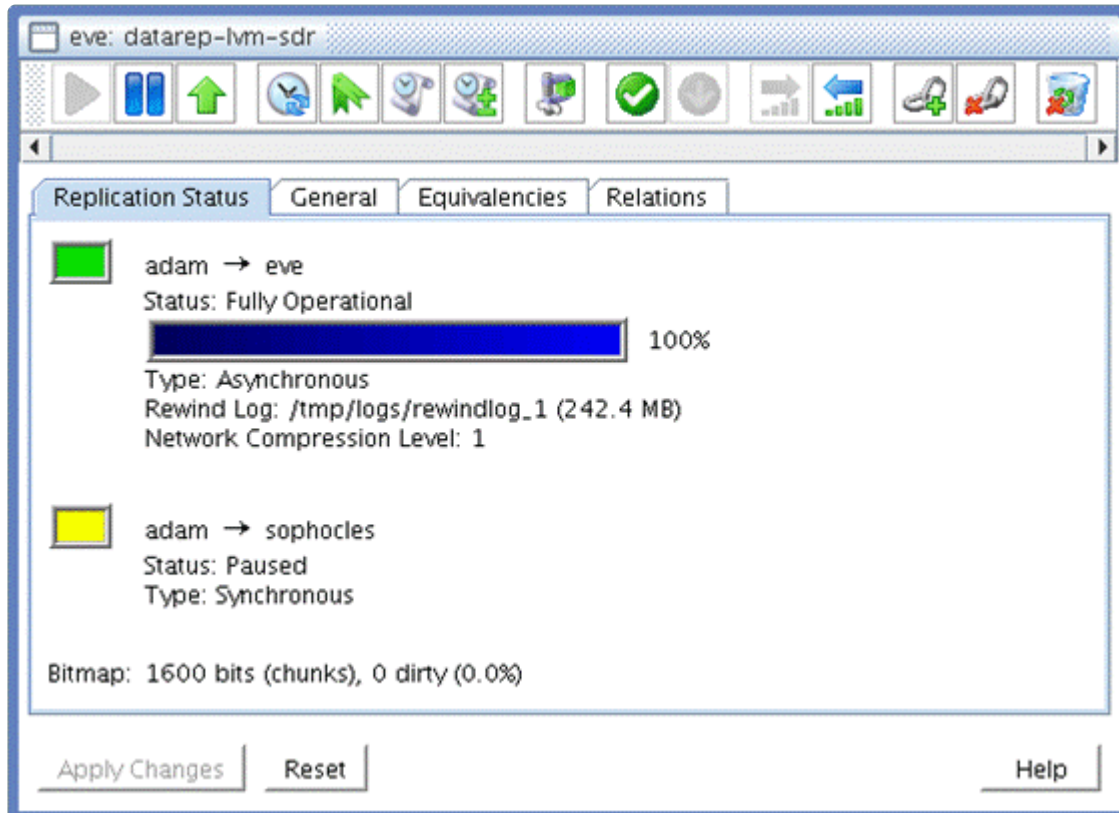 eve: datarep-lvm-sdr
Replication Status General Equivalencies Relations
adam → eve
Status: Fully Operational
100%
Type: Asynchronous
Rewind Log: /tmp/logs/rewindlog_1 (242.4 MB)
Network Compression Level: 1
adam → sophocles
Status: Paused
Type: Synchronous
Bitmap: 1600 bits (chunks), 0 dirty (0.0%)
Apply Changes Reset Help